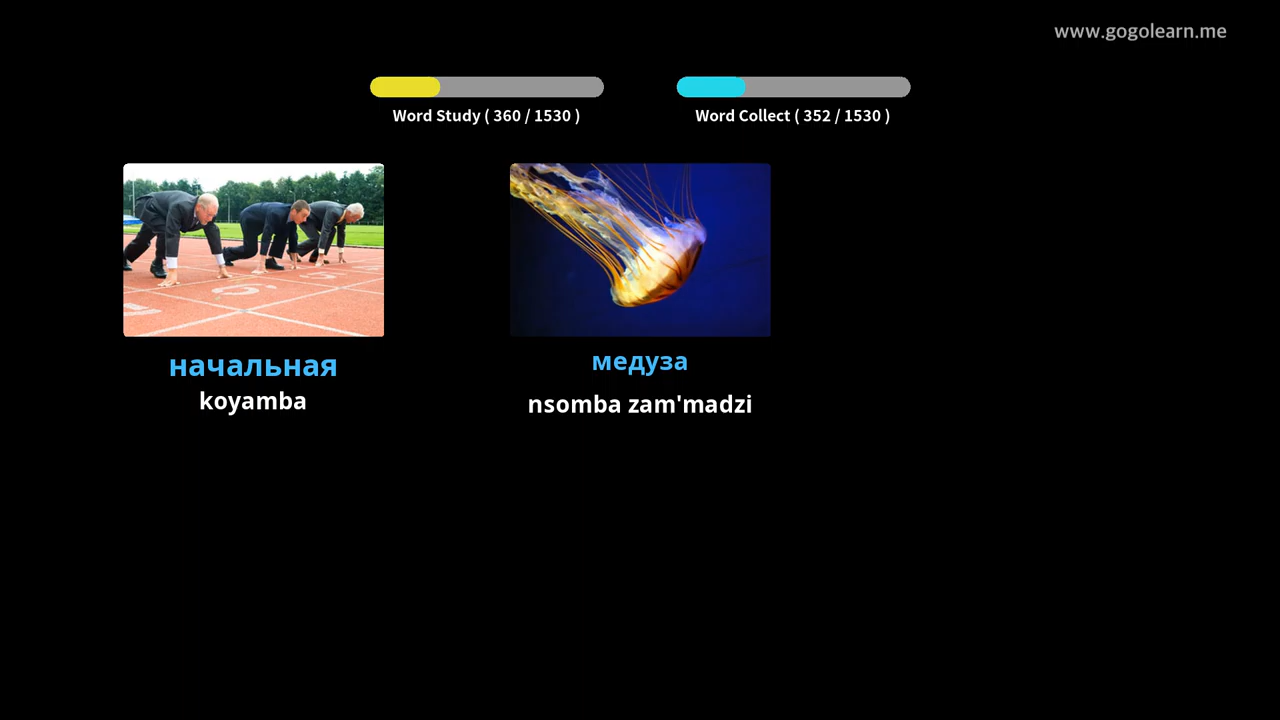 www.gogolearn.me
Word Study ( 360 / 1530 )
Word Collect ( 352 / 1530 )
начальная
koyamba
медуза
nsomba zam'madzi